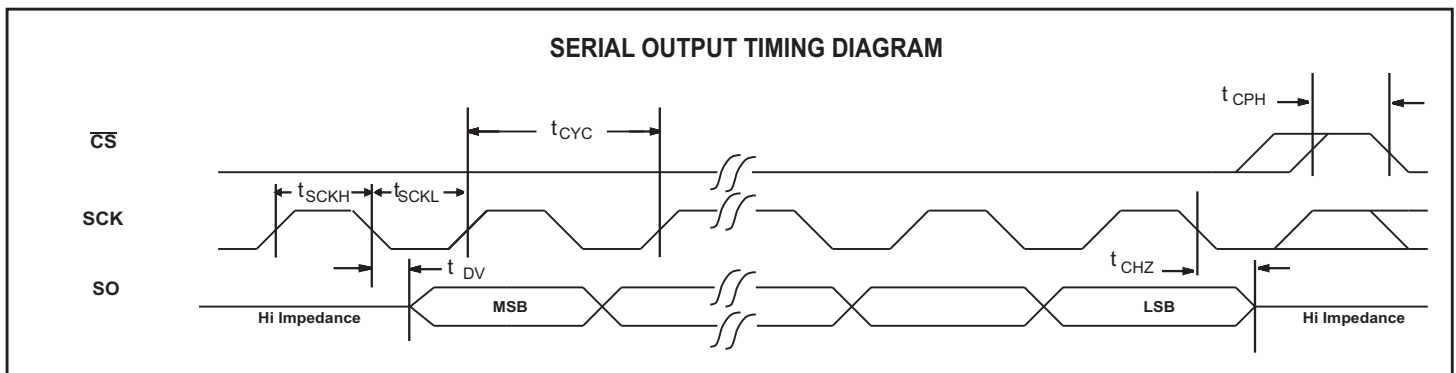 SERIAL OUTPUT TIMING DIAGRAM
t CPH
CS
t CYC
t SCKH
t SCKL
SCK
t DV
t CHZ
SO
MSB
LSB
Hi Impedance
Hi Impedance